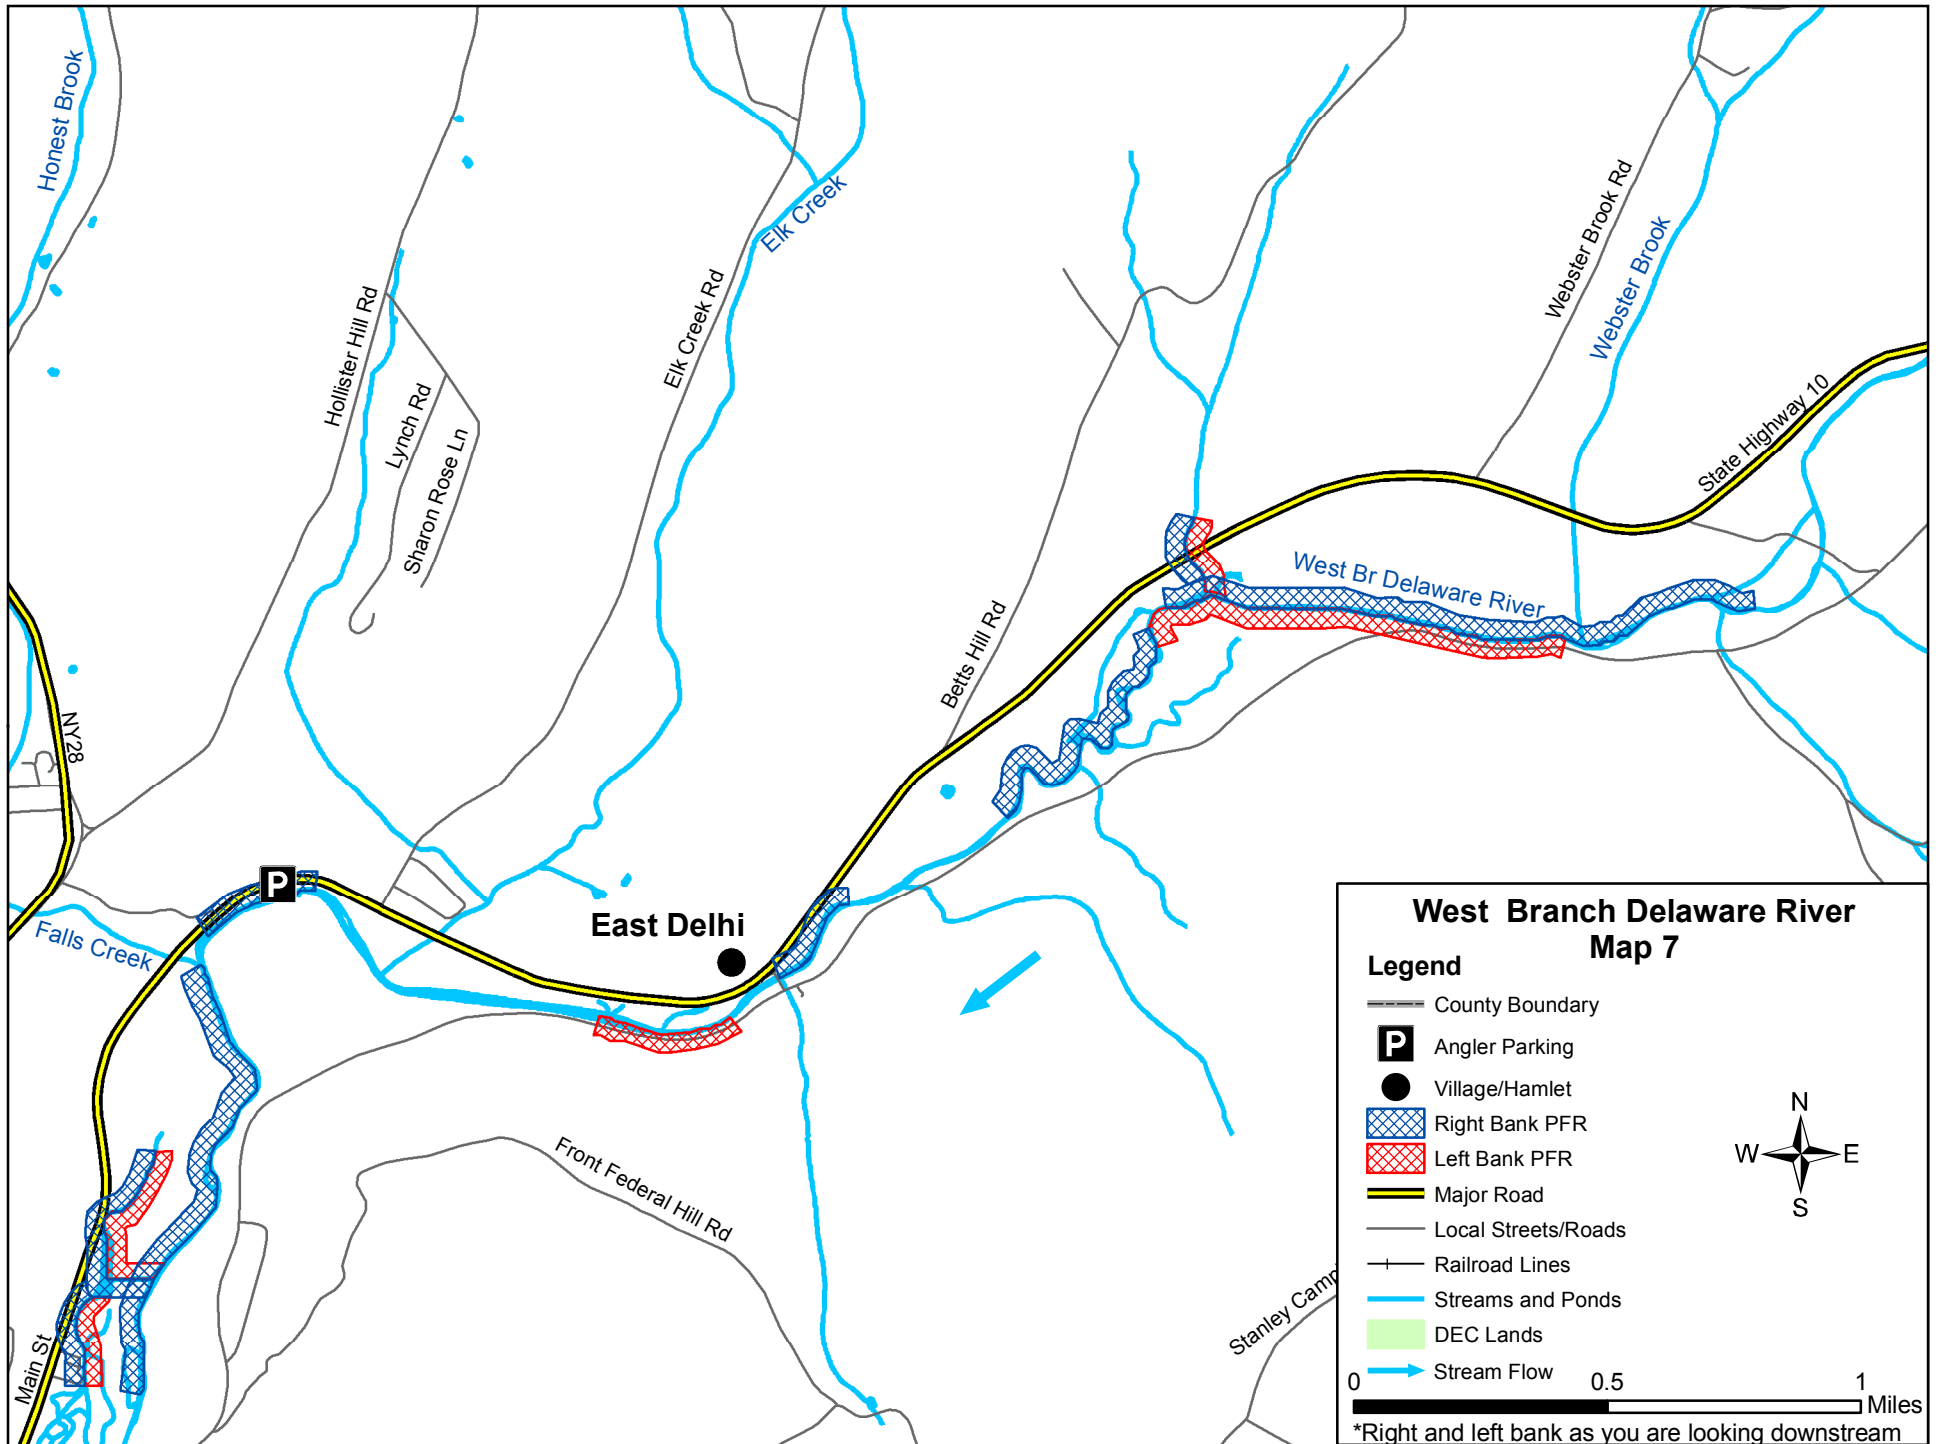 Honest Brook
Elk Creek
Webster Brook Rd
Webster Brook
Hollister Hill Rd
Elk Creek Rd
Lynch Rd
Sharon Rose Ln
State Highway 10
West Br Delaware River
Betts Hill Rd
NY28
P
East Delhi
Falls Creek
Front Federal Hill Rd
Stanley Camp
Main St
West Branch Delaware River
Map 7
Legend
County Boundary
P Angler Parking
Village/Hamlet
Right Bank PFR
Left Bank PFR
Major Road
Local Streets/Roads
Railroad Lines
Streams and Ponds
DEC Lands
Stream Flow
N
W E
S
0 0.5 1
Miles
*Right and left bank as you are looking downstream